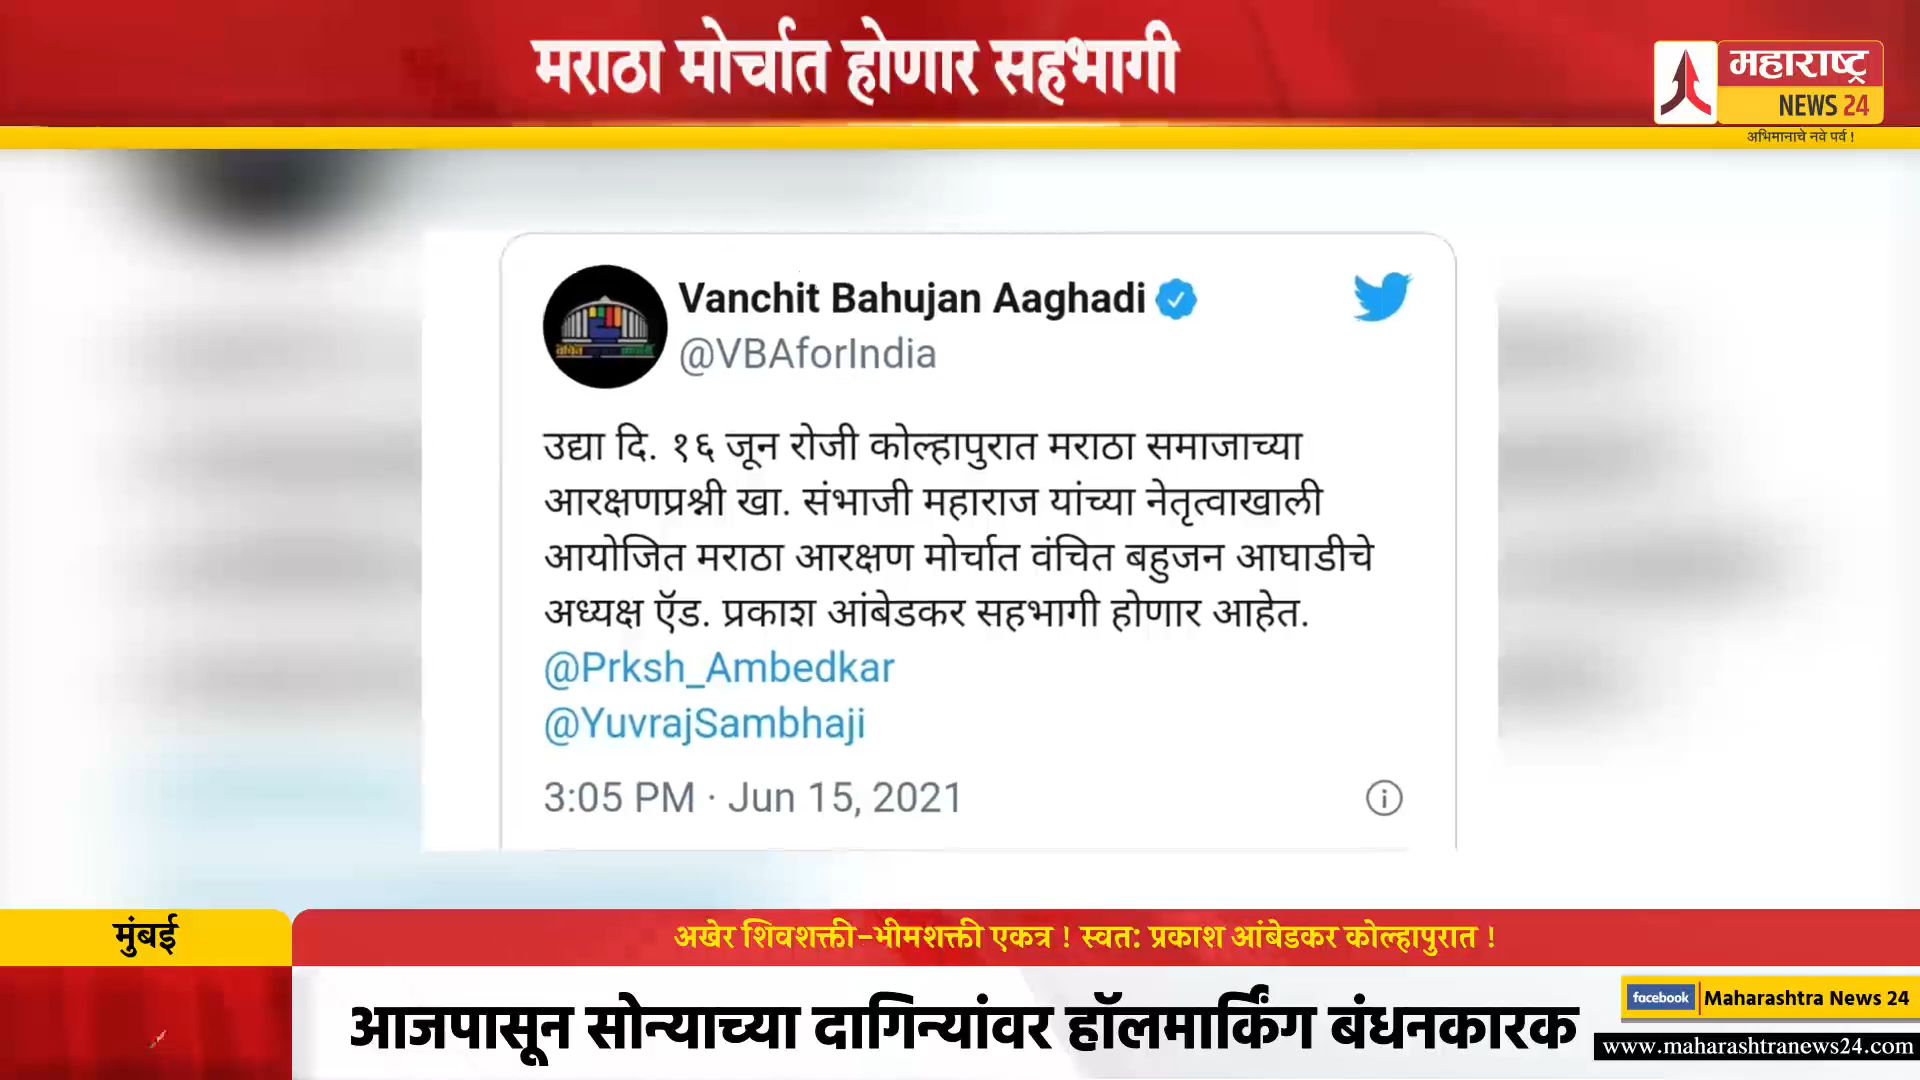 मराठा मोर्चात होणार सहभागी
महाराष्ट्र
NEWS 24
अभिमानाचे नवे पर्व !
Vanchit Bahujan Aaghadi
@VBAforIndia
उद्या दि. १६ जून रोजी कोल्हापुरात मराठा समाजाच्या
आरक्षणप्रश्नी खा. संभाजी महाराज यांच्या नेतृत्वाखाली
आयोजित मराठा आरक्षण मोर्चात वंचित बहुजन आघाडीचे
अध्यक्ष ऍड. प्रकाश आंबेडकर सहभागी होणार आहेत.
@Prksh_Ambedkar
@YuvrajSambhaji
3:05 PM · Jun 15, 2021
मुंबई
अखेर शिवशक्ती-भीमशक्ती एकत्र ! स्वत: प्रकाश आंबेडकर कोल्हापुरात !
आजपासून सोन्याच्या दागिन्यांवर हॉलमार्किंग बंधनकारक
facebook Maharashtra News 24
www.maharashtranews24.com